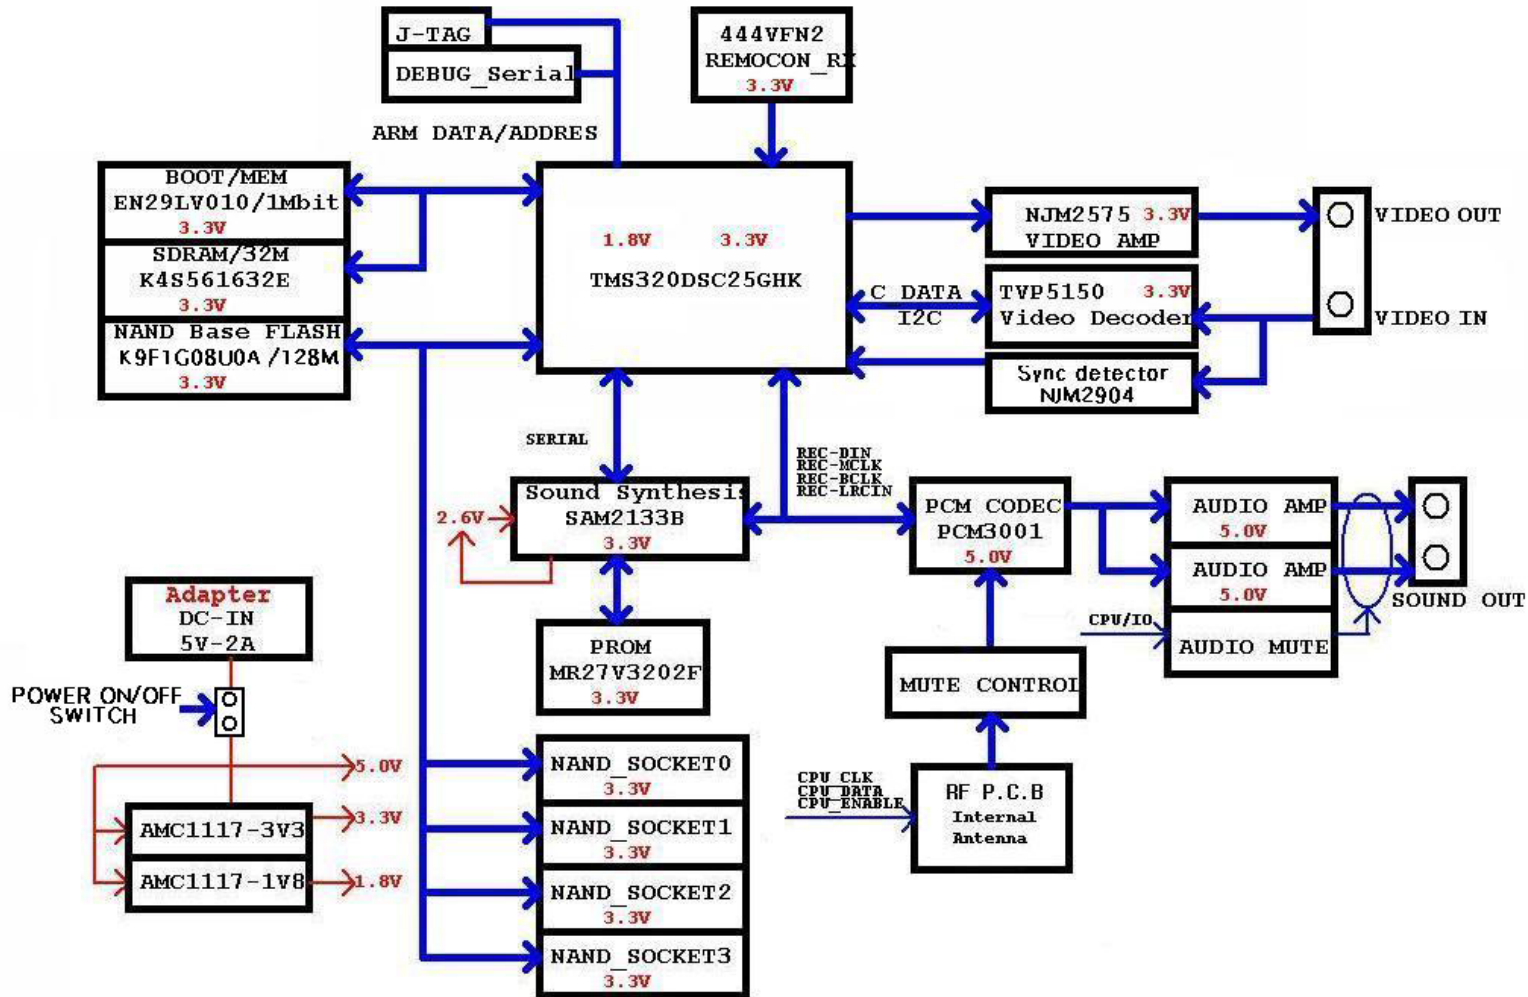 J-TAG
DEBUG_Serial
444VFN2
REMOCON_RX
3.3V
ARM DATA/ADDRES
BOOT/MEM
EN29LV010/1Mbit
3.3V
SDRAM/32M
K4S561632E
3.3V
NAND Base FLASH
K9F1G08U0A/128M
3.3V
1.8V 3.3V
TMS320DSC25GHK
NJM2575 3.3V
VIDEO AMP
VIDEO OUT
C DATA
I2C
TVP5150 3.3V
Video Decoder
VIDEO IN
Sync detector
NJM2904
SERIAL
REC-DIN
REC-MCLK
REC-BCLK
REC-LRCIN
2.6V
Sound Synthesis
SAM2133B
3.3V
PCM CODEC
PCM3001
5.0V
AUDIO AMP
5.0V
AUDIO AMP
5.0V
SOUND OUT
CPU/IO
AUDIO MUTE
Adapter
DC-IN
5V-2A
PROM
MR27V3202F
3.3V
MUTE CONTROL
POWER ON/OFF
SWITCH
5.0V
3.3V
AMC1117-3V3
AMC1117-1V8
1.8V
NAND_SOCKET0
3.3V
NAND_SOCKET1
3.3V
NAND_SOCKET2
3.3V
NAND_SOCKET3
3.3V
CPU_CLK
CPU_DATA
CPU_ENABLE
RF P.C.B
Internal
Antenna